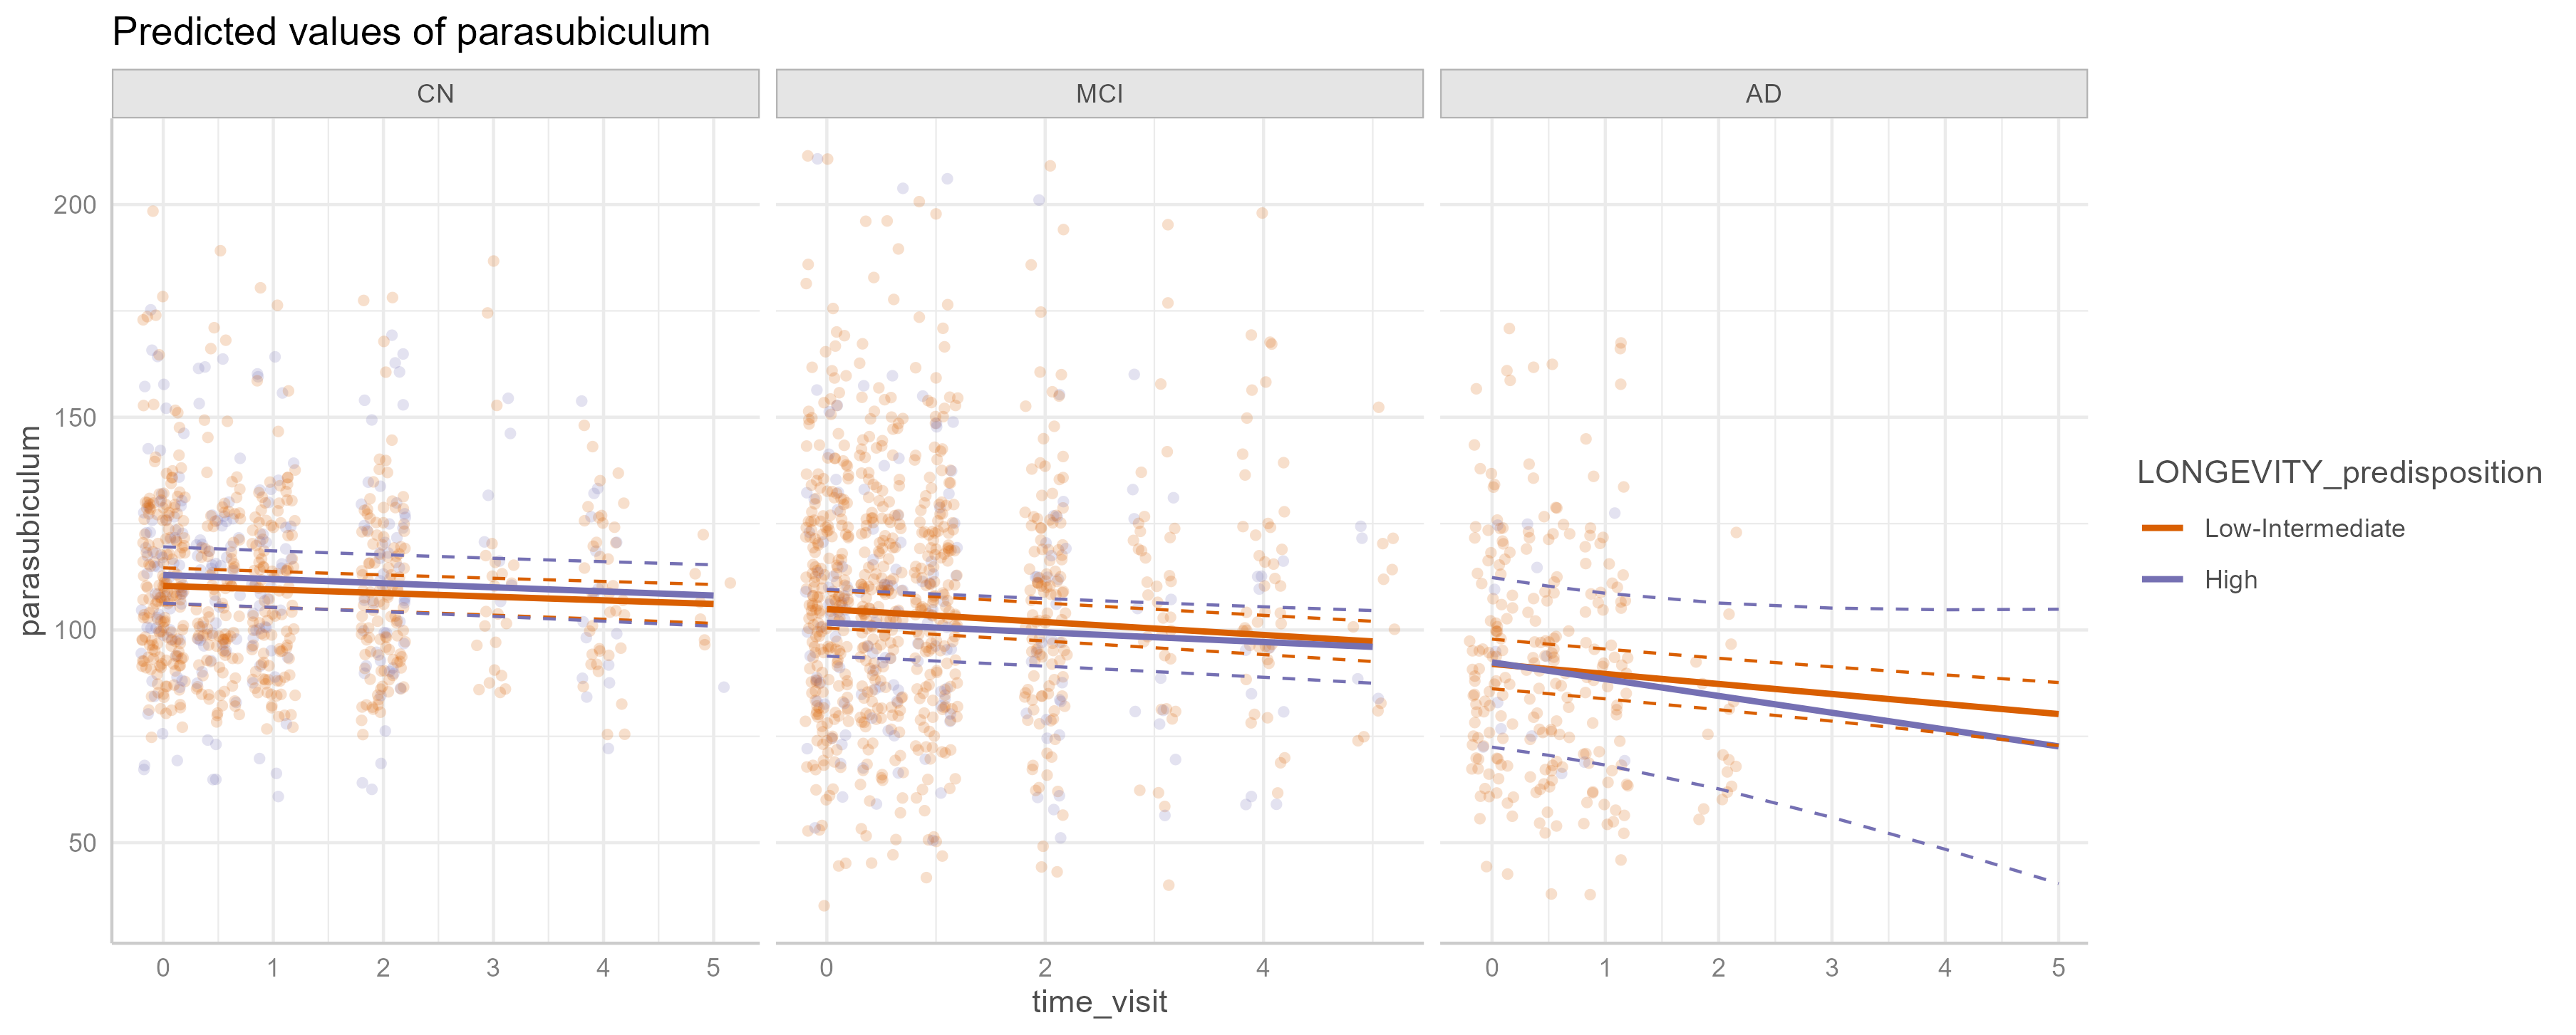 Predicted values of parasubiculum
CN
MCI
AD
200
150
100
50
parasubiculum
0 1 2 3 4 5
0 2 4
0 1 2 3 4 5
time_visit
LONGEVITY_predisposition
Low-Intermediate
High